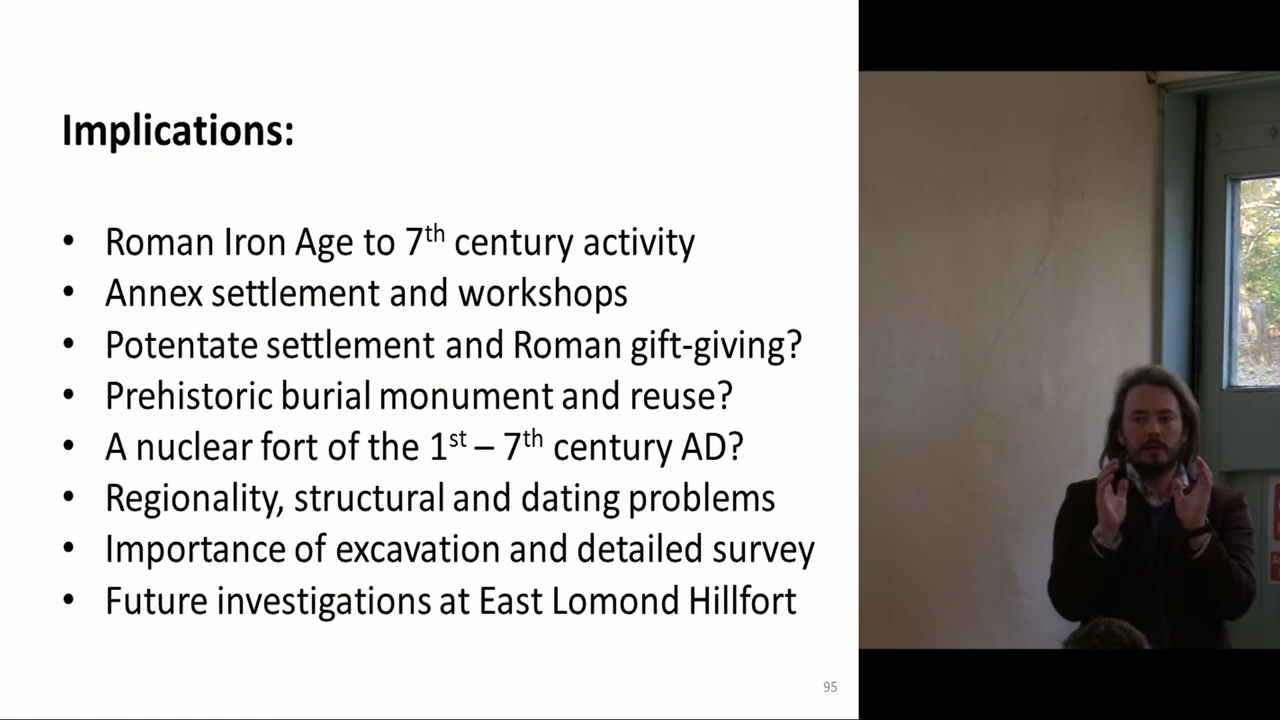 Implications:
• Roman Iron Age to 7th century activity
• Annex settlement and workshops
• Potentate settlement and Roman gift-giving?
• Prehistoric burial monument and reuse?
• A nuclear fort of the 1st – 7th century AD?
• Regionality, structural and dating problems
• Importance of excavation and detailed survey
• Future investigations at East Lomond Hillfort
95